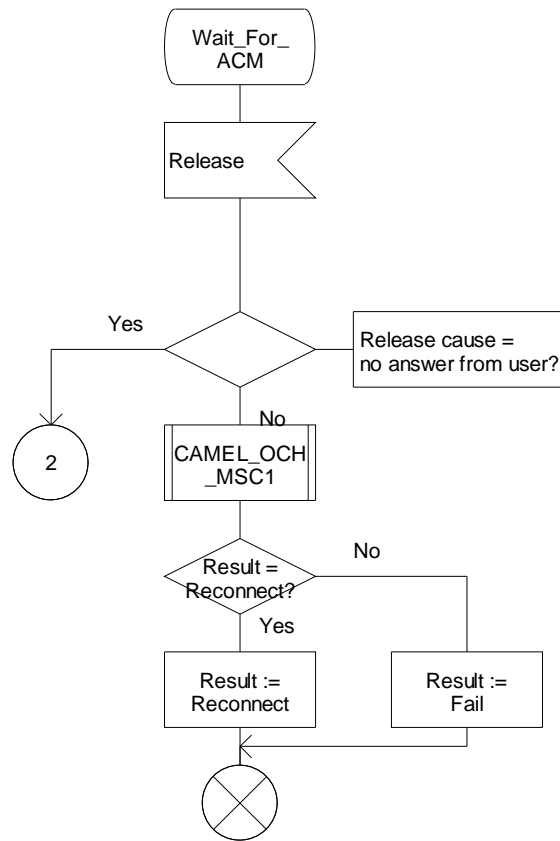 Wait_For_
ACM
Release
Yes
Release cause =
no answer from user?
No
2
CAMEL_OCH
_MSC1
Result =
Reconnect?
No
Yes
Result :=
Reconnect
Result :=
Fail